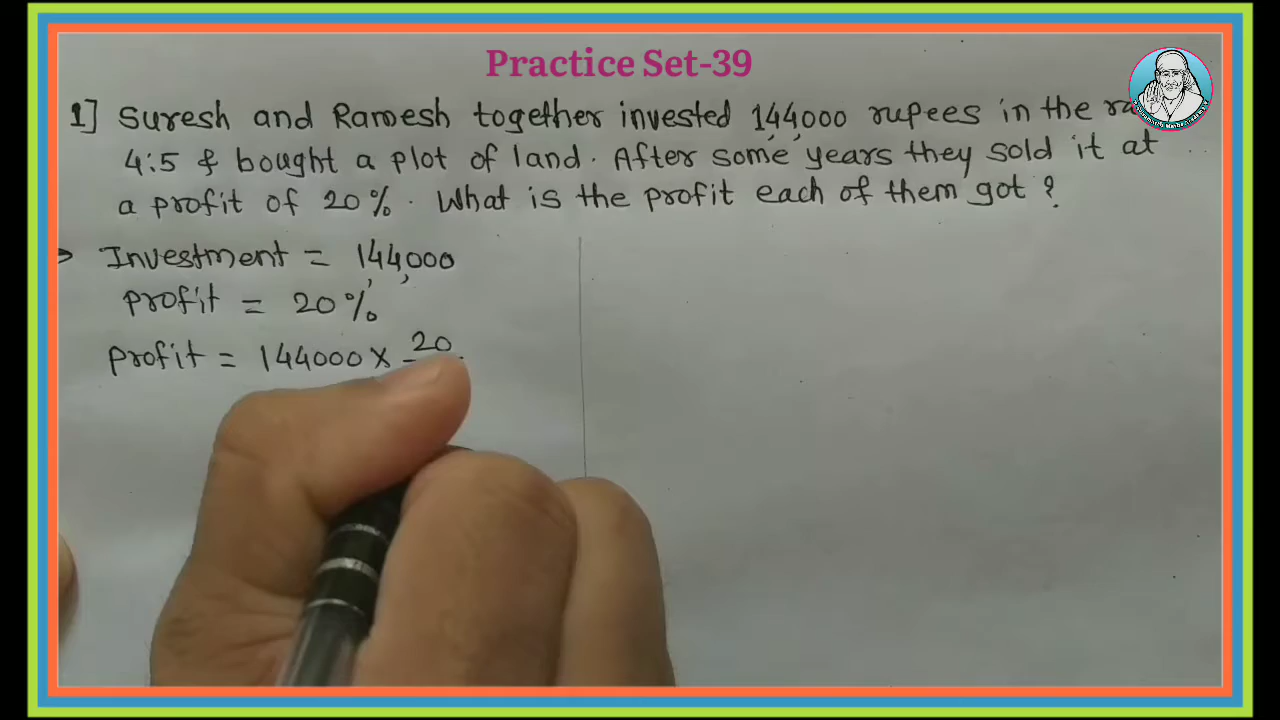 Practice Set-39
1] Suresh and Ramesh together invested 144000 rupees in the
4:5 & bought a plot of land. After some years they sold it at
a profit of 20%. What is the profit each of them got?
Investment = 144,000
Profit = 20%
Profit = 144000 × 20